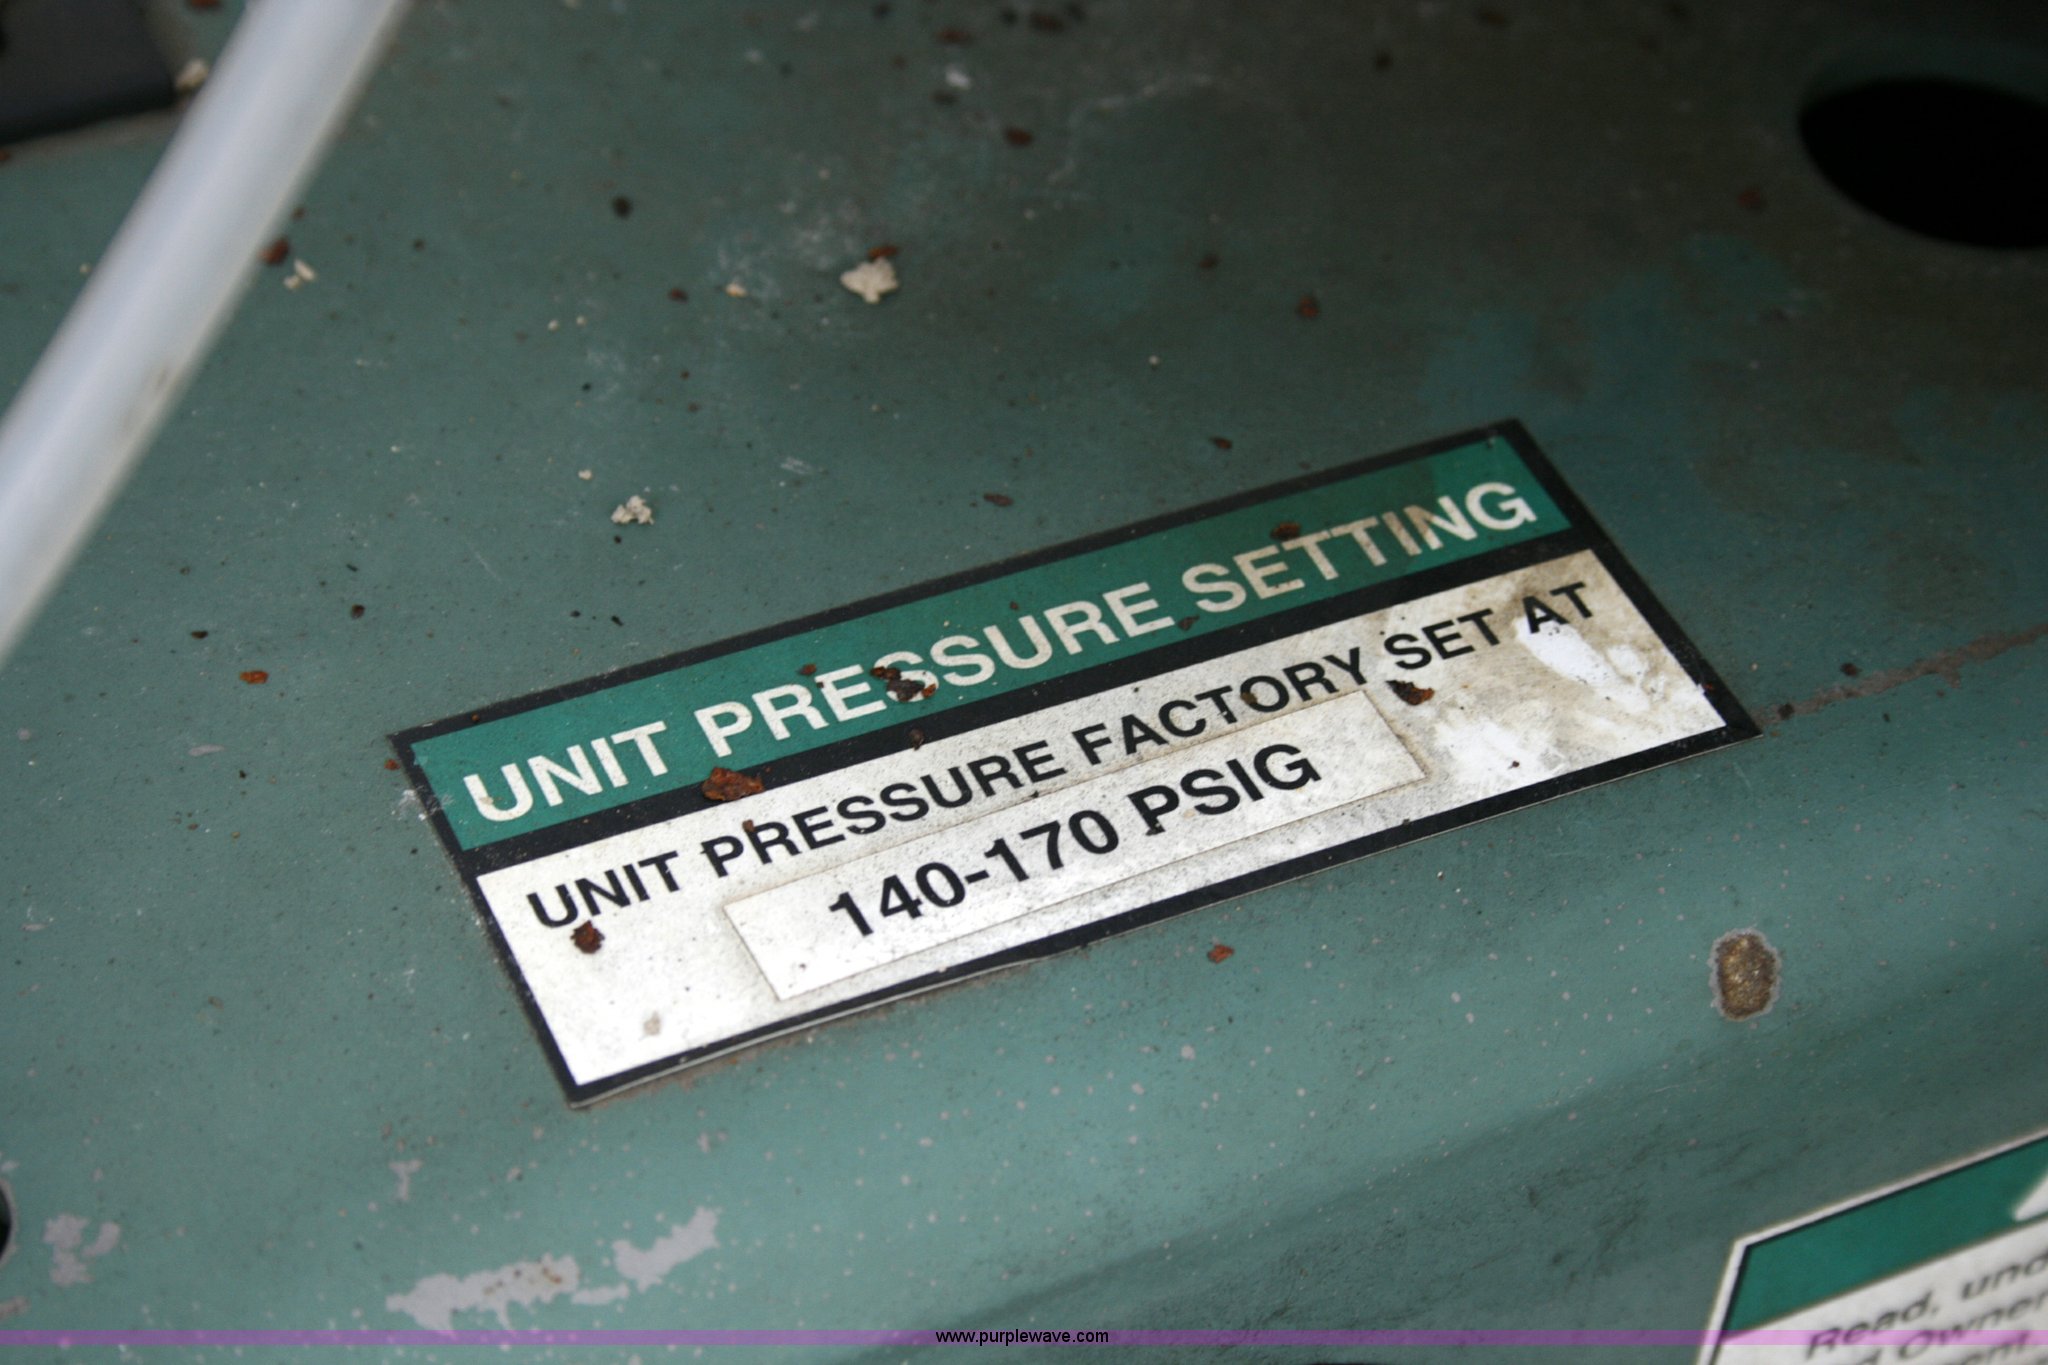 UNIT PRESSURE SETTING
UNIT PRESSURE FACTORY SET AT
140-170 PSIG
Read, und
Owner
www.purplewave.com